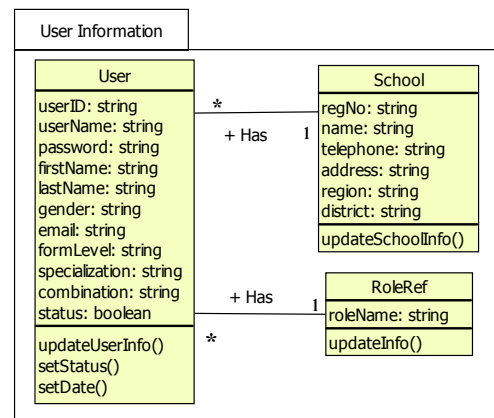 User Information
User
userID: string
userName: string
password: string
firstName: string
lastName: string
gender: string
email: string
formLevel: string
specialization: string
combination: string
status: boolean
updateUserInfo()
setStatus()
setDate()
*
+ Has
1
School
regNo: string
name: string
telephone: string
address: string
region: string
district: string
updateSchoolInfo()
+ Has
1
*
RoleRef
roleName: string
updateInfo()